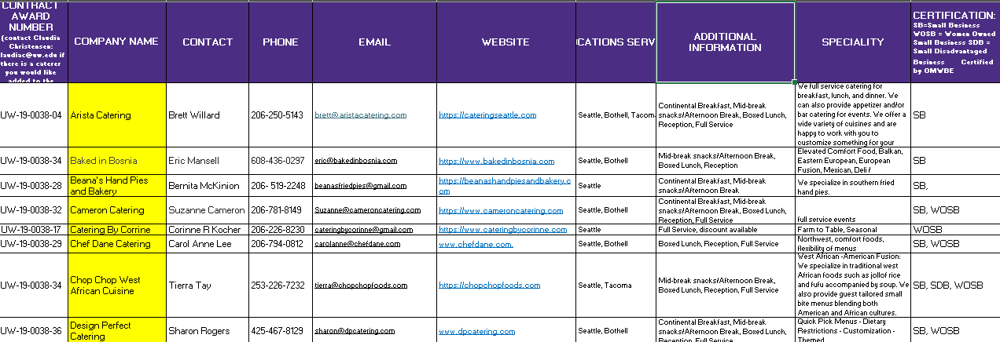 CONTRACT
AWARD
NUMBER
(contact Claudia
Christensen:
laudiac@uw.edu if
there is a caterer
you would like
added to the
COMPANY NAME
CONTACT
PHONE
EMAIL
WEBSITE
OCATIONS SERV
ADDITIONAL
INFORMATION
SPECIALITY
CERTIFICATION:
SB=Small Business
WOSB = Women Owned
Small Business SDB =
Small Disadvantaged
Business Certified
by OMWBE
UW-19-0038-04
Arista Catering
Brett Willard
206-250-5143
brett@aristacatering.com
https://cateringseattle.com
Seattle, Bothell, Tacoma
Continental Breakfast, Mid-break
snacks/Afternoon Break, Boxed Lunch,
Reception, Full Service
We full service catering for
breakfast, lunch, and dinner. We
can also provide appetizer and/or
bar catering for events. We offer a
wide variety of cuisines and are
happy to work with you to
customize something for your
SB
UW-19-0038-34
Baked in Bosnia
Eric Mansell
608-436-0297
eric@bakedinbosnia.com
https://www.bakedinbosnia.com
Seattle, Bothell
Mid-break snacks/Afternoon Break,
Boxed Lunch, Reception
Elevated Comfort Food, Balkan,
Eastern European, European
Fusion, Mexican, Deli /
SB
UW-19-0038-28
Beana's Hand Pies
and Bakery
Bernita McKinion
206- 519-2248
beanasfriedpies@gmail.com
https://beanashandpiesandbakery.c
om
Seattle
Continental Breakfast, Mid-break
snacks/Afternoon Break
We specialize in southern fried
hand pies.
SB,
UW-19-0038-32
Cameron Catering
Suzanne Cameron
206-781-8149
Suzanne@cameroncatering.com
https://www.cameroncatering.com
Seattle, Bothell
Continental Breakfast, Mid-break
snacks/Afternoon Break, Boxed Lunch,
Reception, Full Service
full service events
SB, WOSB
UW-19-0038-17
Catering By Corrine
Corinne R Kocher
206-226-8230
cateringbycorinne@gmail.com
https://www.cateringbycorinne.com
Seattle
Full Service, discount available
Farm to Table, Seasonal
WOSB
UW-19-0038-29
Chef Dane Catering
Carol Anne Lee
206-794-0812
carolanne@chefdane.com
www.chefdane.com.
Seattle, Bothell
Boxed Lunch, Reception, Full Service
Northwest, comfort foods,
flexibility of menus
SB, WOSB
UW-19-0038-34
Chop Chop West
African Cuisine
Tierra Tay
253-226-7232
tierra@chopchopfoods.com
https://chopchopfoods.com
Seattle, Tacoma
Mid-break snacks/Afternoon Break,
Boxed Lunch, Reception, Full Service
West African -American Fusion:
We specialize in traditional west
African foods such as jollof rice
and fufu accompanied by soup. We
also provide guest tailored small
bite menus blending both
American and African cultures.
SB, SDB, WOSB
UW-19-0038-36
Design Perfect
Catering
Sharon Rogers
425-467-8129
sharon@dpcatering.com
www.dpcatering.com
Seattle, Bothell
Continental Breakfast, Mid-break
snacks/Afternoon Break, Boxed Lunch,
Reception, Full Service
Quick Pick Menus - Dietary
Restrictions - Customization -
Themed
SB, WOSB